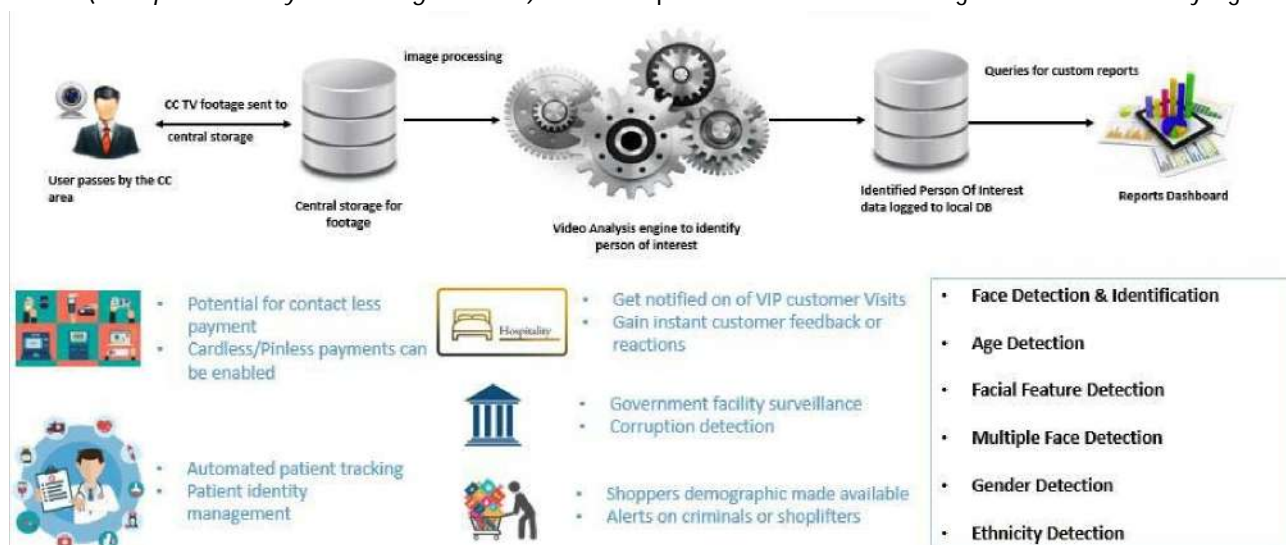 image processing
Queries for custom reports
CC TV footage sent to
central storage
User passes by the CC
area
Central storage for
footage
Video Analysis engine to identify
person of interest
Identified Person Of Interest
data logged to local DB
Reports Dashboard
• Potential for contact less
payment
• Cardless/Pinless payments can
be enabled
Hospitality
• Get notified on of VIP customer Visits
• Gain instant customer feedback or
reactions
• Government facility surveillance
• Corruption detection
• Automated patient tracking
• Patient identity
management
• Shoppers demographic made available
• Alerts on criminals or shoplifters
• Face Detection & Identification
• Age Detection
• Facial Feature Detection
• Multiple Face Detection
• Gender Detection
• Ethnicity Detection